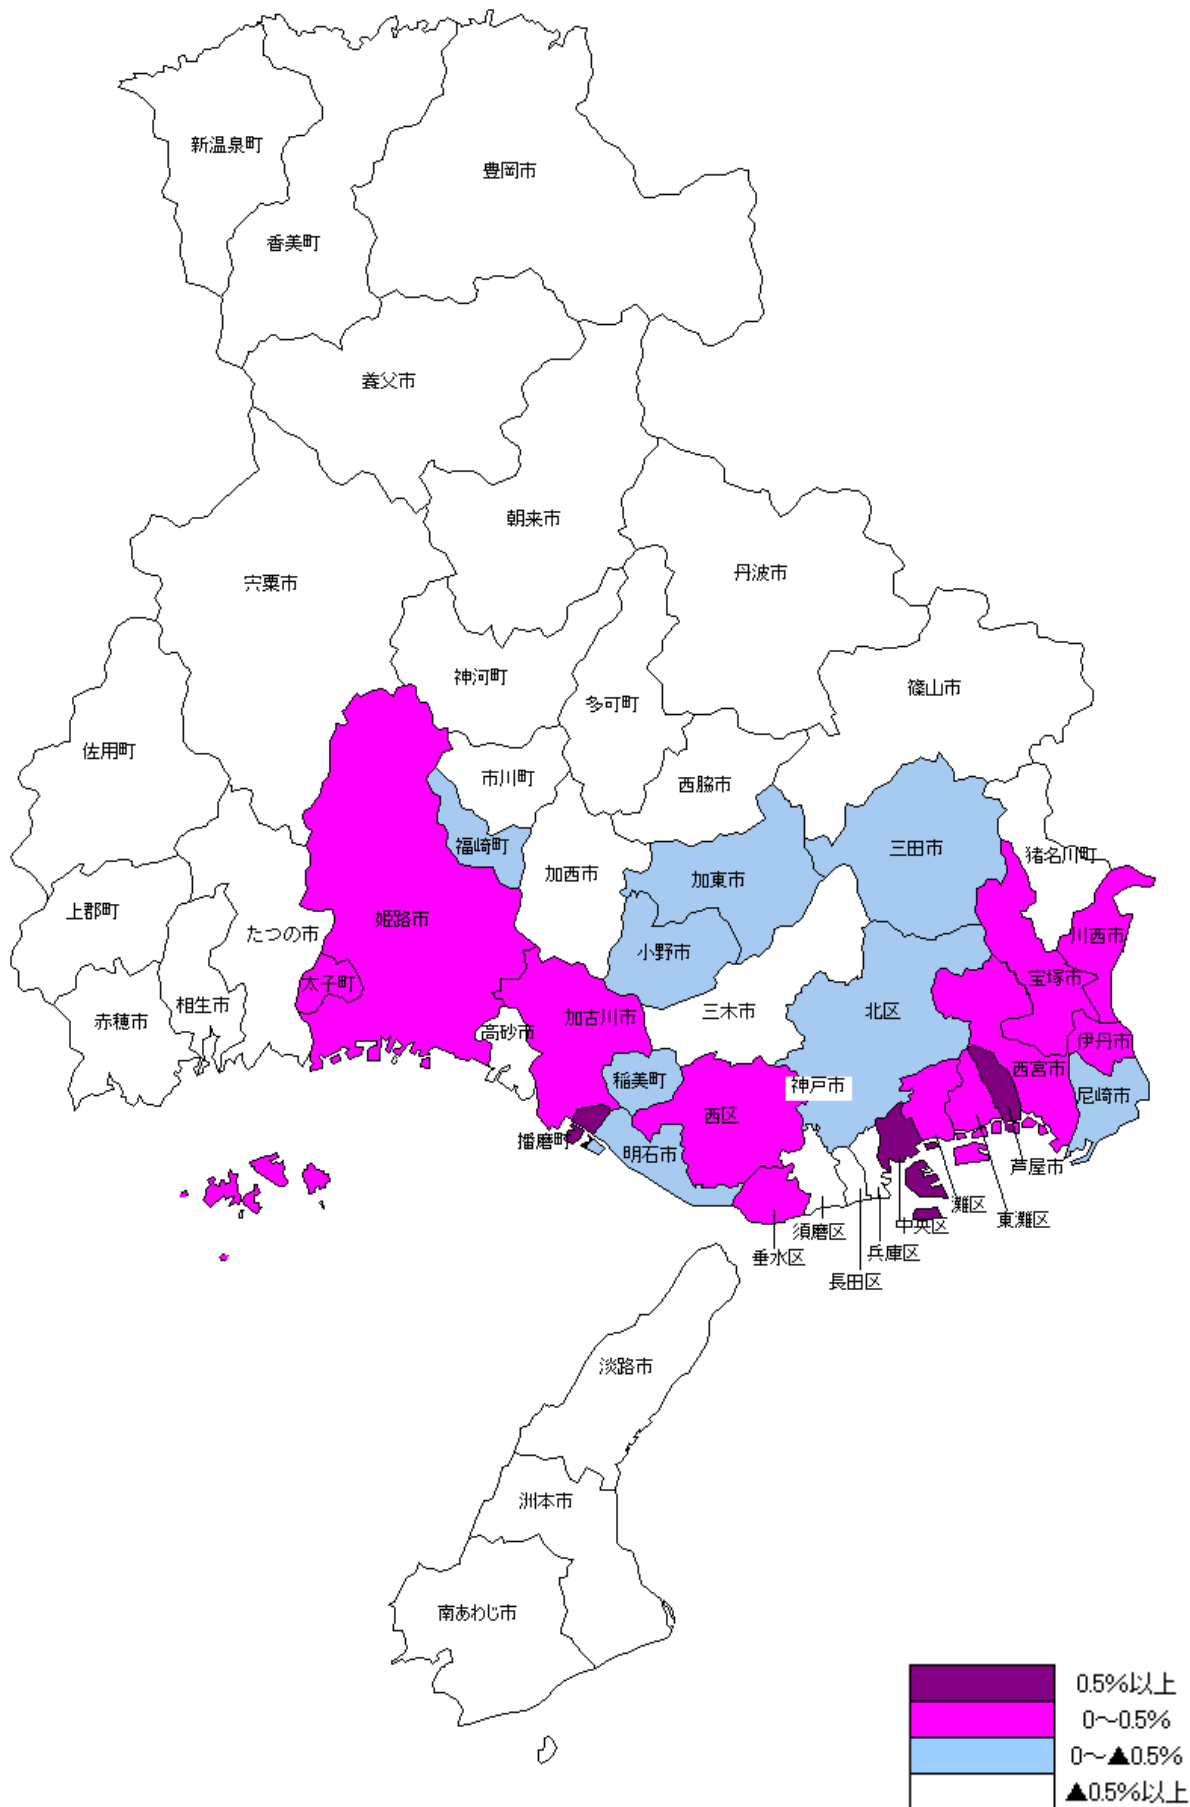 新温泉町
豊岡市
香美町
養父市
朝来市
丹波市
宍粟市
神河町
篠山市
多可町
佐用町
市川町
西脇市
福崎町
三田市
猪名川町
加西市
加東市
上郡町
姫路市
たつの市
川西市
小野市
宝塚市
太子町
相生市
三木市
北区
赤穂市
加古川市
高砂市
伊丹市
西宮市
稲美町
神戸市
尼崎市
西区
播磨町
明石市
芦屋市
灘区
東灘区
中央区
須磨区
兵庫区
垂水区
長田区
淡路市
洲本市
南あわじ市
0.5%以上
0～0.5%
0～▲0.5%
▲0.5%以上